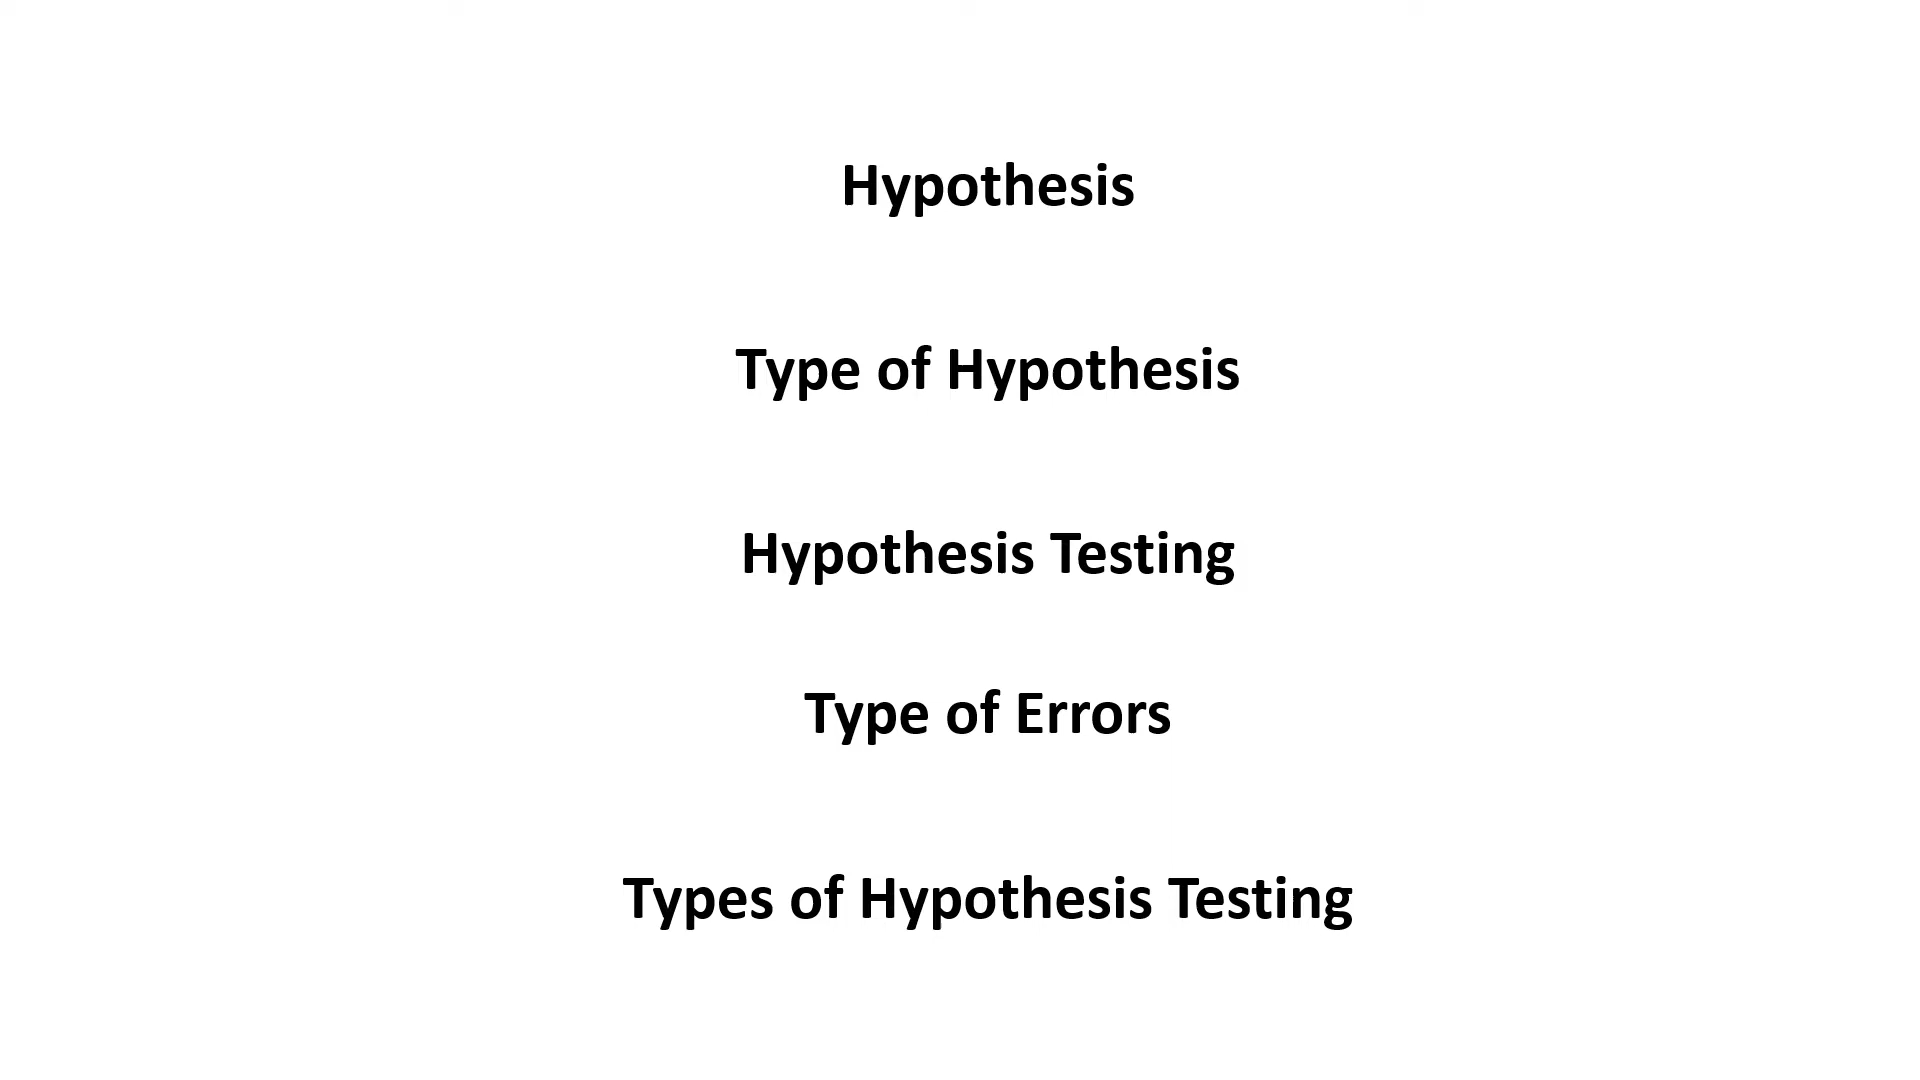 Hypothesis
Type of Hypothesis
Hypothesis Testing
Type of Errors
Types of Hypothesis Testing